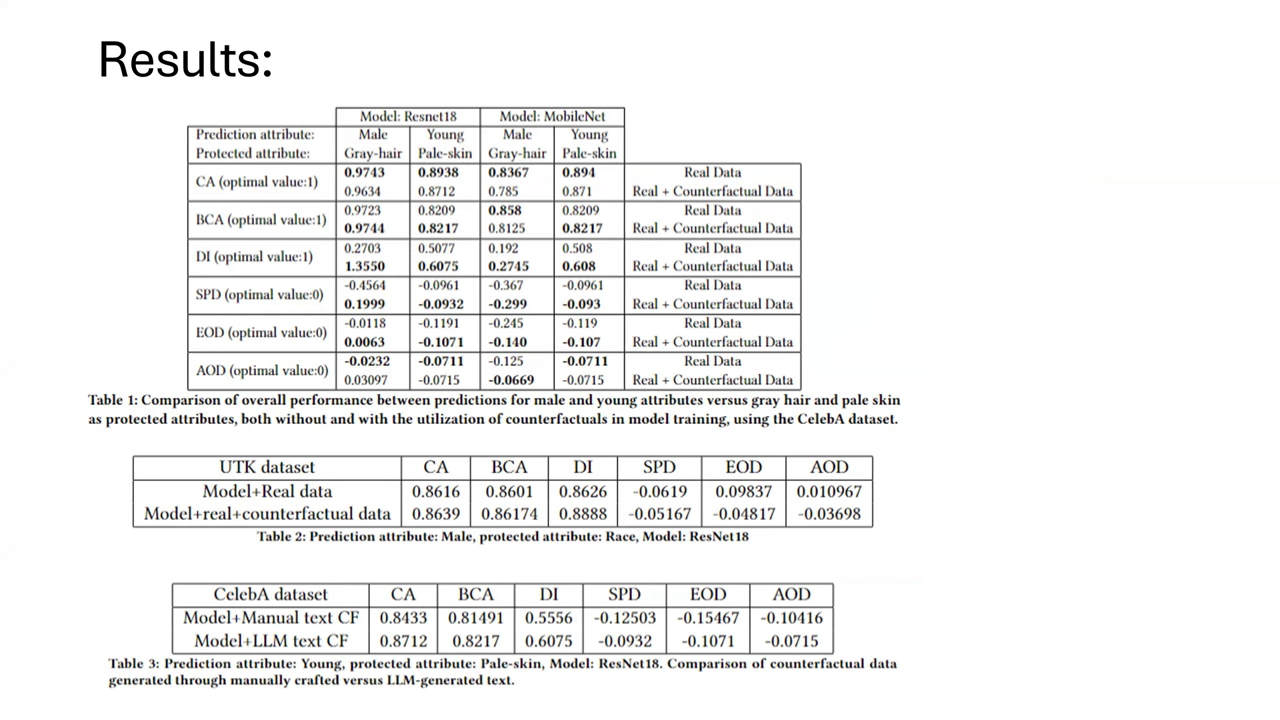 Results:
Model: Resnet18 Model: MobileNet
Prediction attribute: Male Young Male Young
Protected attribute: Gray-hair Pale-skin Gray-hair Pale-skin
CA (optimal value:1) 0.9743 0.8938 0.8367 0.894 Real Data
0.9634 0.8712 0.785 0.871 Real + Counterfactual Data
BCA (optimal value:1) 0.9723 0.8209 0.858 0.8209 Real Data
0.9744 0.8217 0.8125 0.8217 Real + Counterfactual Data
DI (optimal value:1) 0.2703 0.5077 0.192 0.508 Real Data
1.3550 0.6075 0.2745 0.608 Real + Counterfactual Data
SPD (optimal value:0) -0.4564 -0.0961 -0.367 -0.0961 Real Data
0.1999 -0.0932 -0.299 -0.093 Real + Counterfactual Data
EOD (optimal value:0) -0.0118 -0.1191 -0.245 -0.119 Real Data
0.0063 -0.1071 -0.140 -0.107 Real + Counterfactual Data
AOD (optimal value:0) -0.0232 -0.0711 -0.125 -0.0711 Real Data
0.03097 -0.0715 -0.0669 -0.0715 Real + Counterfactual Data
Table 1: Comparison of overall performance between predictions for male and young attributes versus gray hair and pale skin
as protected attributes, both without and with the utilization of counterfactuals in model training, using the CelebA dataset.
UTK dataset CA BCA DI SPD EOD AOD
Model+Real data 0.8616 0.8601 0.8626 -0.0619 0.09837 0.010967
Model+real+counterfactual data 0.8639 0.86174 0.8888 -0.05167 -0.04817 -0.03698
Table 2: Prediction attribute: Male, protected attribute: Race, Model: ResNet18
CelebA dataset CA BCA DI SPD EOD AOD
Model+Manual text CF 0.8433 0.81491 0.5556 -0.12503 -0.15467 -0.10416
Model+LLM text CF 0.8712 0.8217 0.6075 -0.0932 -0.1071 -0.0715
Table 3: Prediction attribute: Young, protected attribute: Pale-skin, Model: ResNet18. Comparison of counterfactual data
generated through manually crafted versus LLM-generated text.